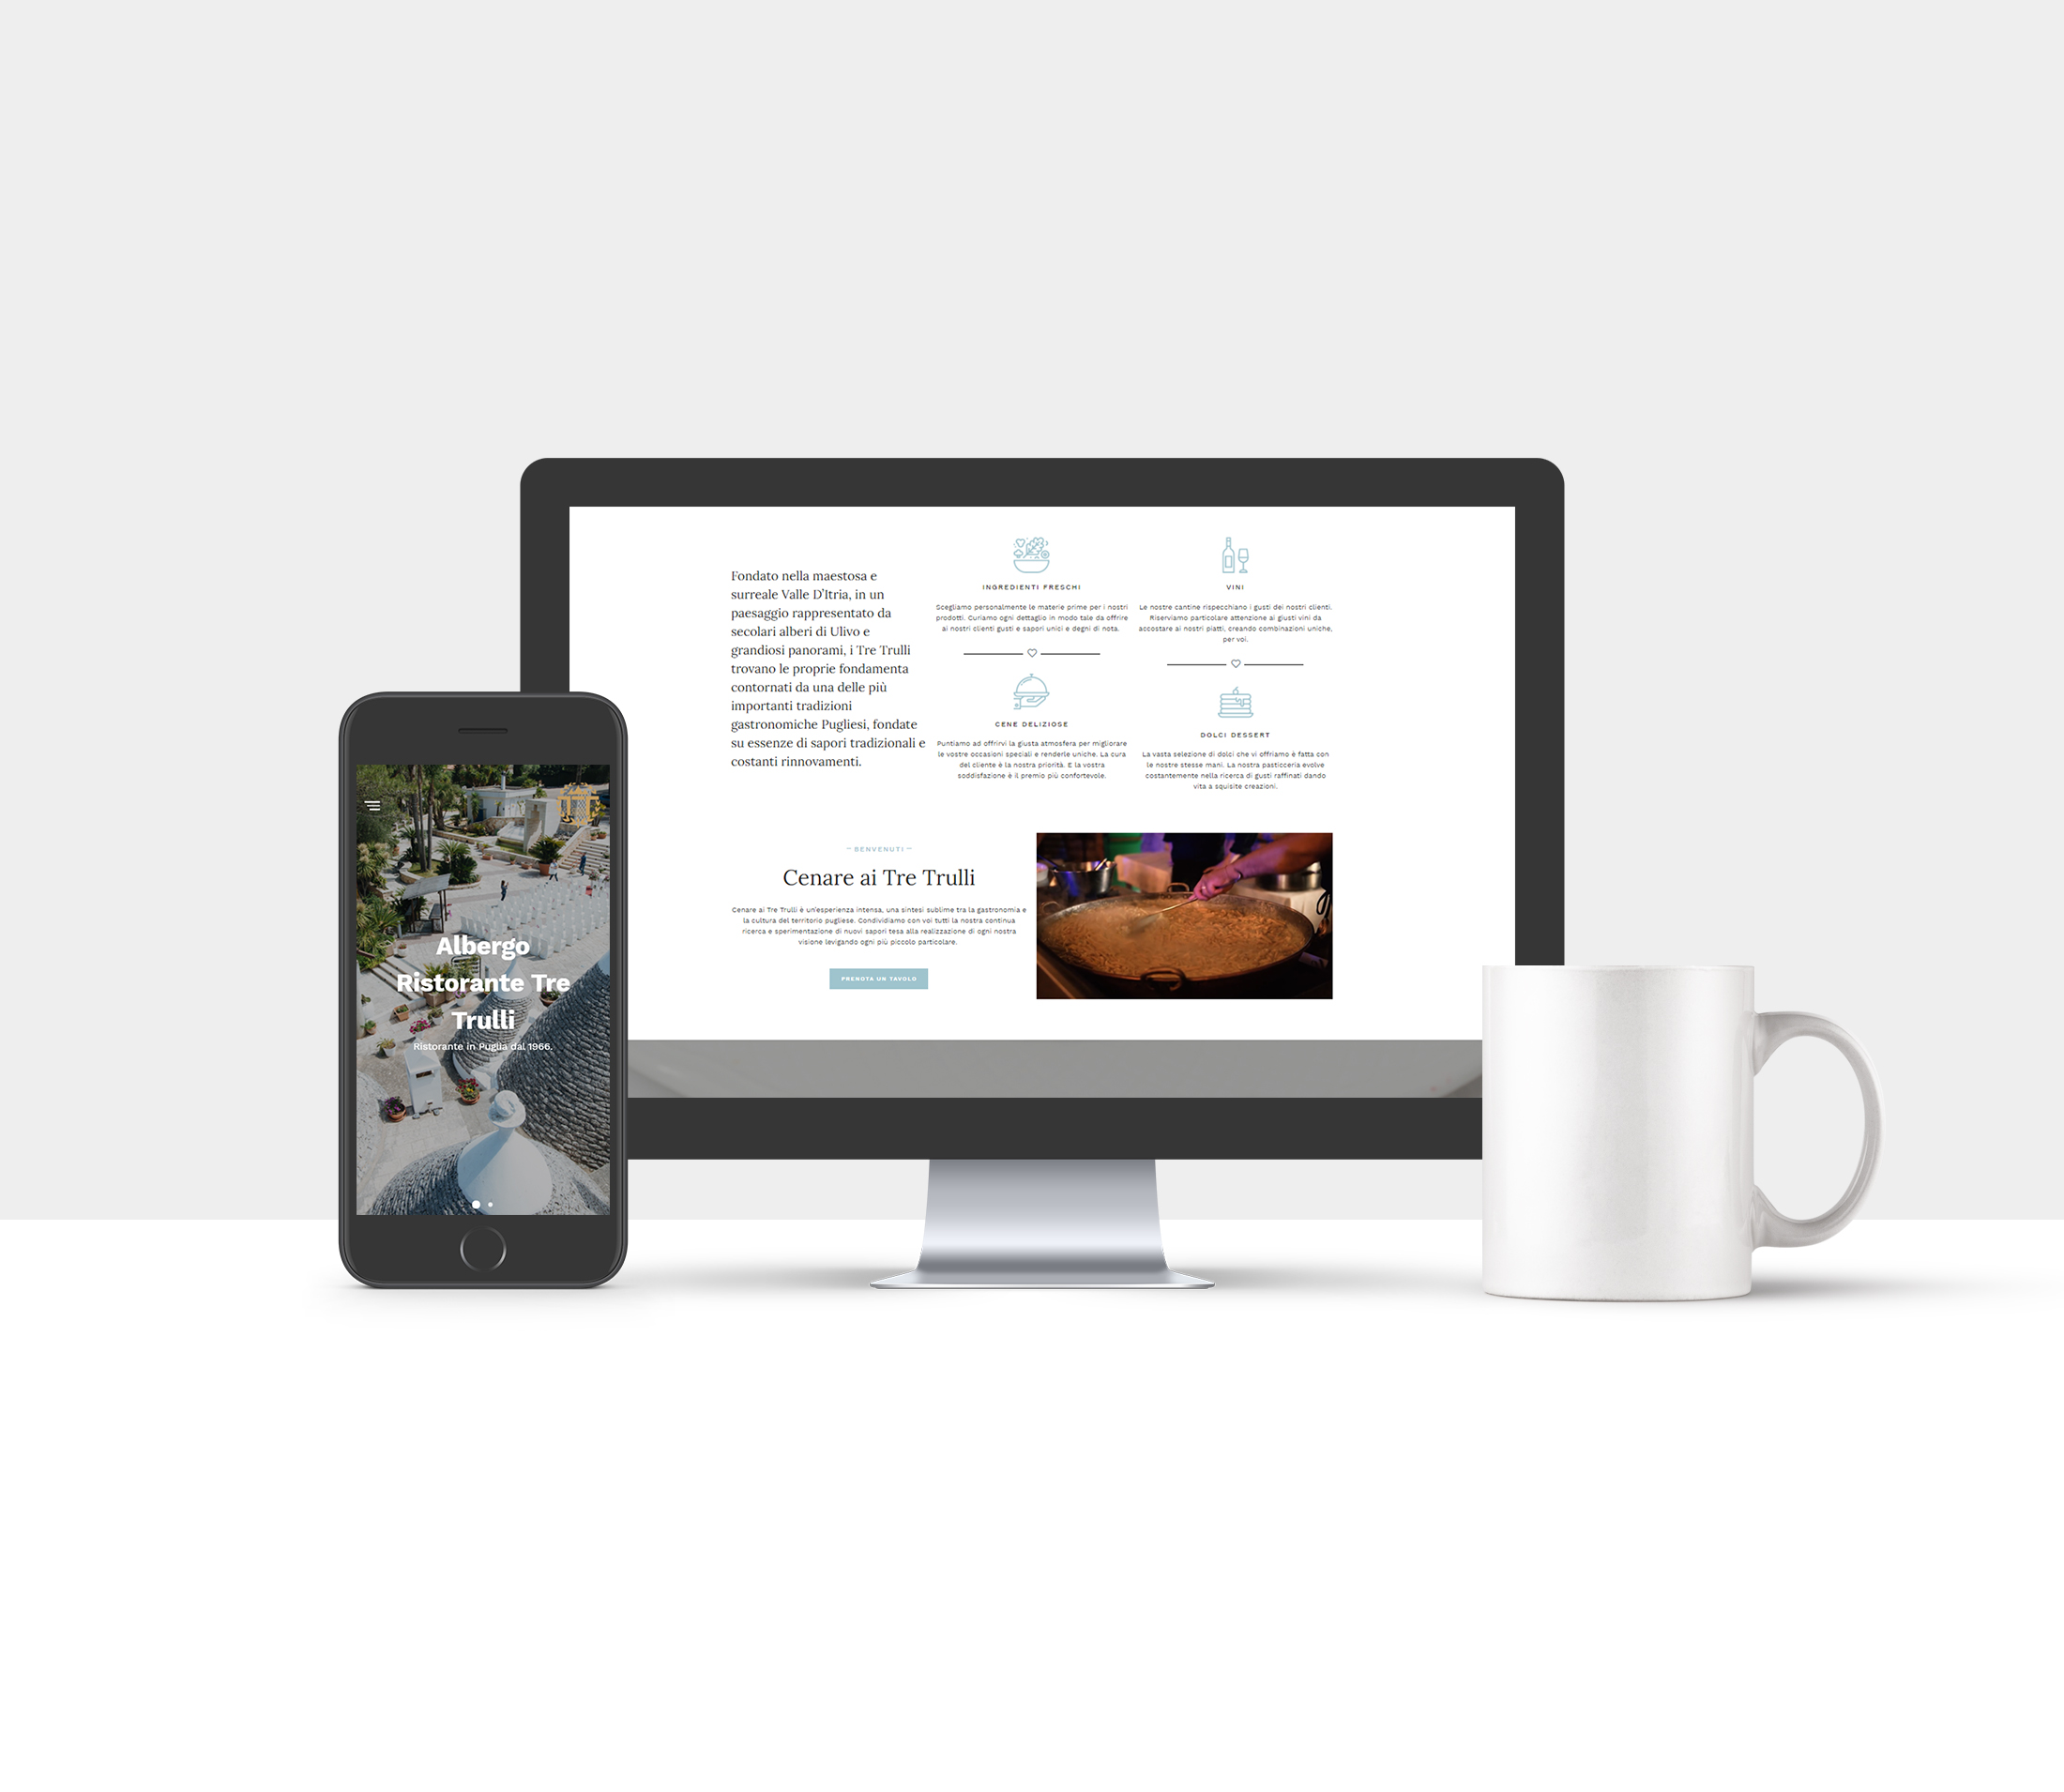 Fondato nella maestosa e
surreale Valle D'Itria, in un
paesaggio rappresentato da
secolari alberi di Ulivo e
grandiosi panorami, i Tre Trulli
trovano le proprie fondamenta
contornati da una delle più
importanti tradizioni
gastronomiche Pugliesi, fondate
su essenze di sapori tradizionali e
costanti rinnovamenti.
INGREDIENTI FRESCHI
Scegliamo personalmente le materie prime per i nostri
prodotti. Curiamo ogni dettaglio in modo tale da offrire
ai nostri clienti gusti e sapori unici e degni di nota.
VINI
Le nostre cantine rispecchiano i gusti dei nostri clienti.
Riserviamo particolare attenzione ai giusti vini da
accostare ai nostri piatti, creando combinazioni uniche,
per voi.
CENE DELIZIOSE
Puntiamo ad offrirvi la giusta atmosfera per migliorare
le vostre occasioni speciali e renderle uniche. La cura
del cliente è la nostra priorità. E la vostra
soddisfazione è il premio più confortevole.
DOLCI DESSERT
La vasta selezione di dolci che vi offriamo è fatta con
le nostre stesse mani. La nostra pasticceria evolve
costantemente nella ricerca di gusti raffinati dando
vita a squisite creazioni.
— BENVENUTI —
Cenare ai Tre Trulli
Cenare ai Tre Trulli è un'esperienza intensa, una sintesi sublime tra la gastronomia e
la cultura del territorio pugliese. Condividiamo con voi tutti la nostra continua
ricerca e sperimentazione di nuovi sapori tesa alla realizzazione di ogni nostra
visione levigando ogni più piccolo particolare.
PRENOTA UN TAVOLO
Albergo
Ristorante Tre
Trulli
Ristorante in Puglia dal 1966.